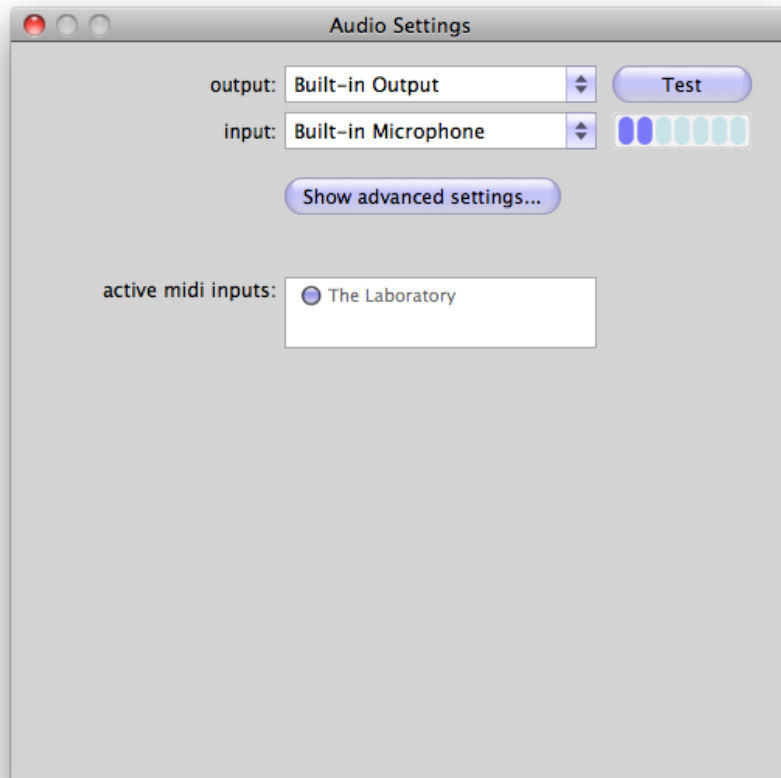 Audio Settings
output: Built-in Output Test
input: Built-in Microphone
Show advanced settings...
active midi inputs: The Laboratory